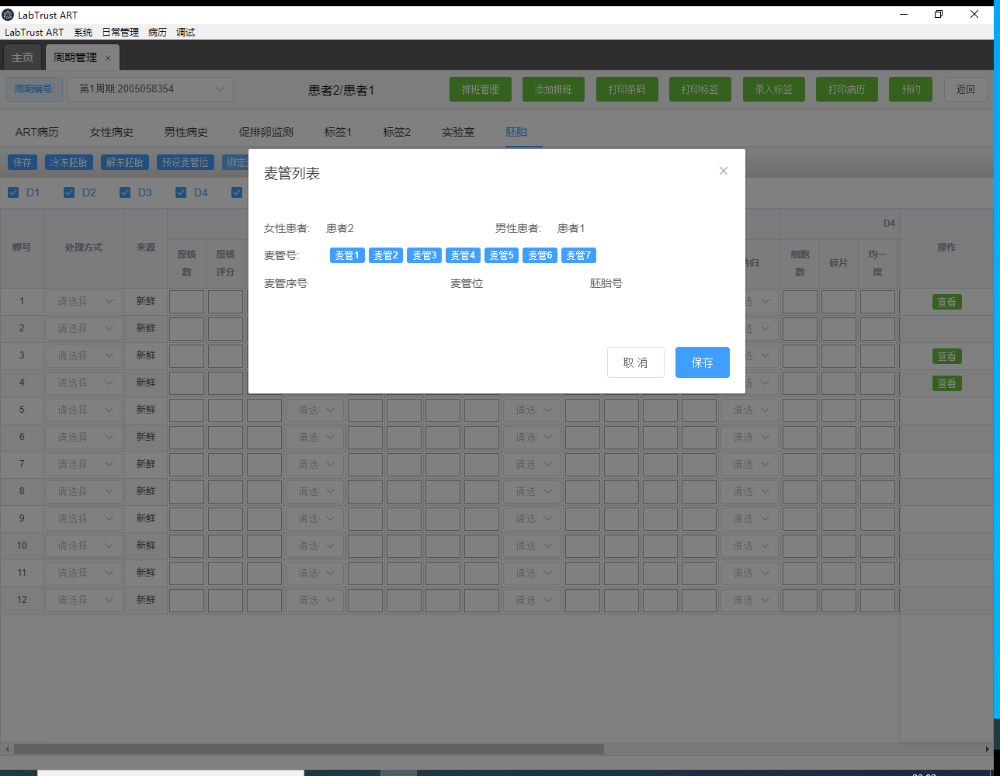 LabTrust ART
LabTrust ART 系统 日常管理 病历 调试
主页 周期管理
周期编号: 第1周期:2005058354 患者2/患者1 排班管理 添加排班 打印条码 打印标签 录入标签 打印病历 预约 返回
ART病历 女性病史 男性病史 促排卵监测 标签1 标签2 实验室 胚胎
保存 冷冻胚胎 解冻胚胎 预设麦管位 绑定
D1 D2 D3 D4
麦管列表
女性患者: 患者2 男性患者: 患者1
麦管号: 麦管1 麦管2 麦管3 麦管4 麦管5 麦管6 麦管7
麦管序号 麦管位 胚胎号
取 消 保存
D4
卵号 处理方式 来源 原核数 原核评分 归 细胞数 碎片 均一度 操作
1 请选择 新鲜 查看
2 请选择 新鲜
3 请选择 新鲜 查看
4 请选择 新鲜 查看
5 请选择 新鲜 请选 请选 请选
6 请选择 新鲜 请选 请选 请选
7 请选择 新鲜 请选 请选 请选
8 请选择 新鲜 请选 请选 请选
9 请选择 新鲜 请选 请选 请选
10 请选择 新鲜 请选 请选 请选
11 请选择 新鲜 请选 请选 请选
12 请选择 新鲜 请选 请选 请选